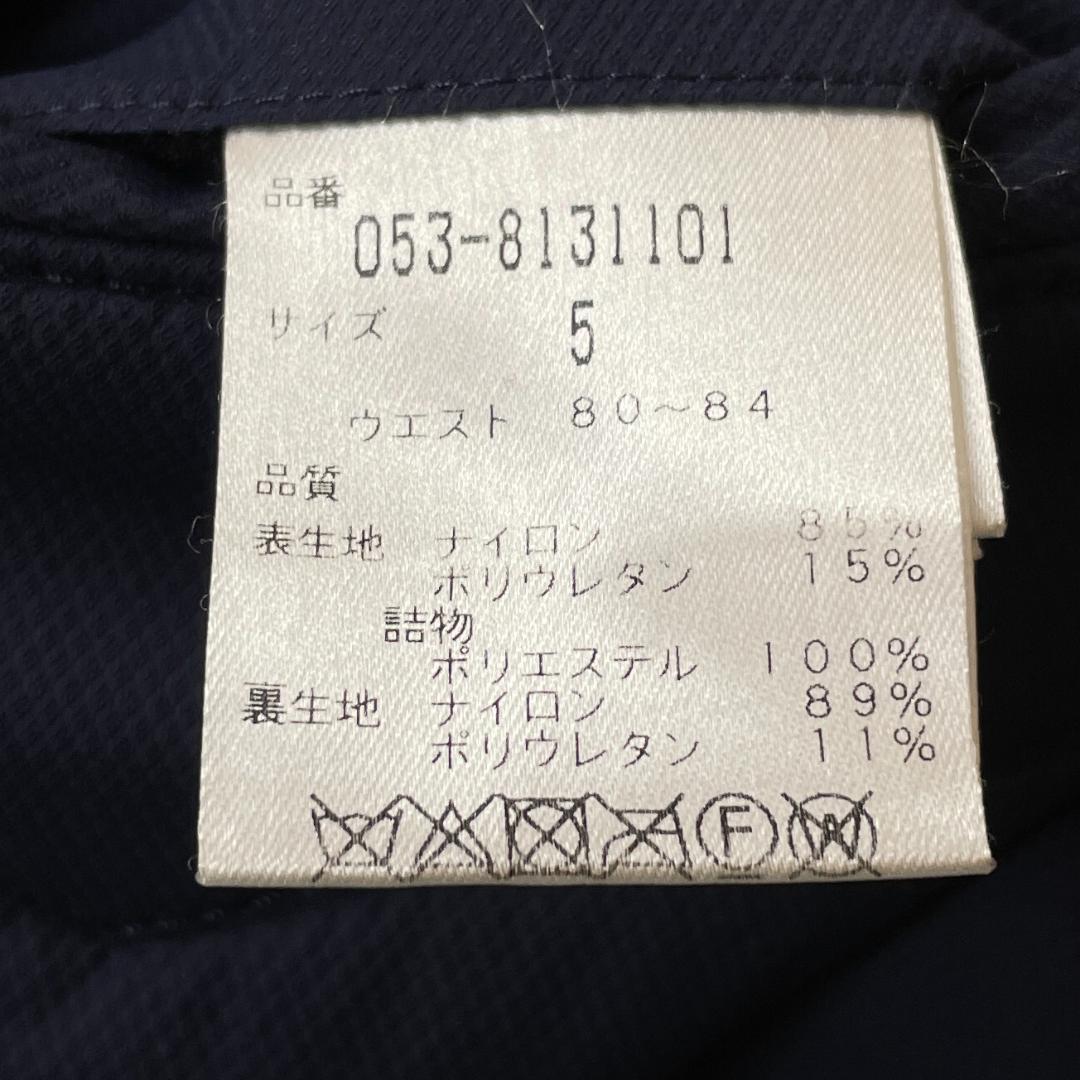 品番
053-8131101
サイズ 5
ウエスト 80~84
品質
表生地 ナイロン 85%
ポリウレタン 15%
詰物
ポリエステル 100%
裏生地 ナイロン 89%
ポリウレタン 11%
F W